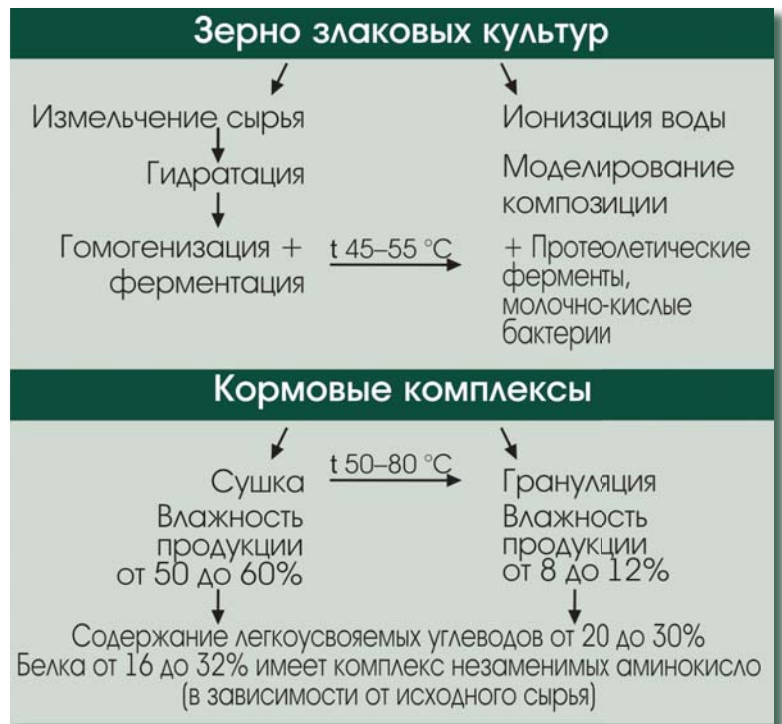 Зерно злаковых культур
Измельчение сырья
Гидратация
Гомогенизация +
ферментация
t 45–55 °C
Ионизация воды
Моделирование
композиции
+ Протеолетические
ферменты,
молочно-кислые
бактерии
Кормовые комплексы
Сушка
Влажность
продукции
от 50 до 60%
t 50–80 °C
Грануляция
Влажность
продукции
от 8 до 12%
Содержание легкоусвояемых углеводов от 20 до 30%
Белка от 16 до 32% имеет комплекс незаменимых аминокисло
(в зависимости от исходного сырья)